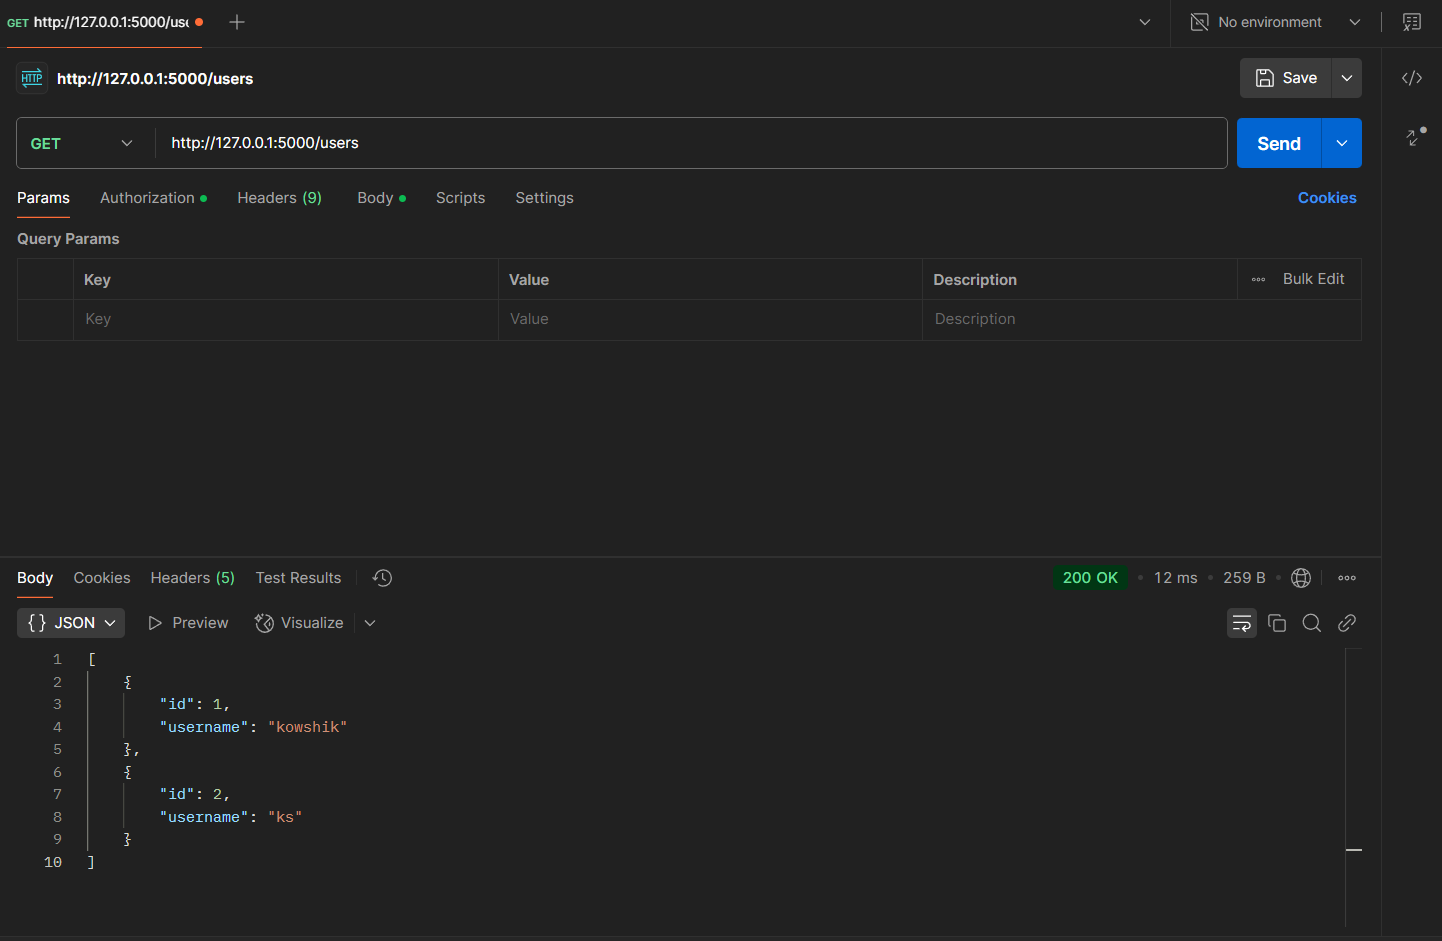 GET http://127.0.0.1:5000/use
No environment
HTTP http://127.0.0.1:5000/users
Save
GET http://127.0.0.1:5000/users
Send
Params Authorization Headers (9) Body Scripts Settings Cookies
Query Params
Key Value Description Bulk Edit
Key Value Description
Body Cookies Headers (5) Test Results 200 OK 12 ms 259 B
{} JSON Preview Visualize
1 [
2 {
3 "id": 1,
4 "username": "kowshik"
5 },
6 {
7 "id": 2,
8 "username": "ks"
9 }
10 ]